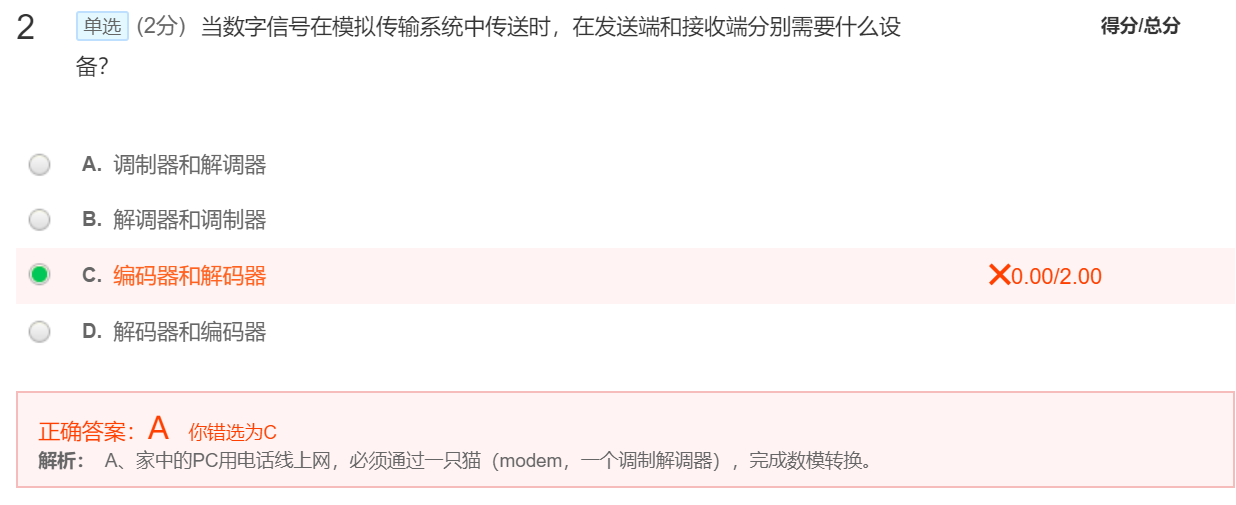 2 单选 (2分) 当数字信号在模拟传输系统中传送时，在发送端和接收端分别需要什么设 得分/总分
备？
A. 调制器和解调器
B. 解调器和调制器
C. 编码器和解码器 ❌0.00/2.00
D. 解码器和编码器
正确答案：A 你错选为C
解析： A、家中的PC用电话线上网，必须通过一只猫（modem，一个调制解调器），完成数模转换。